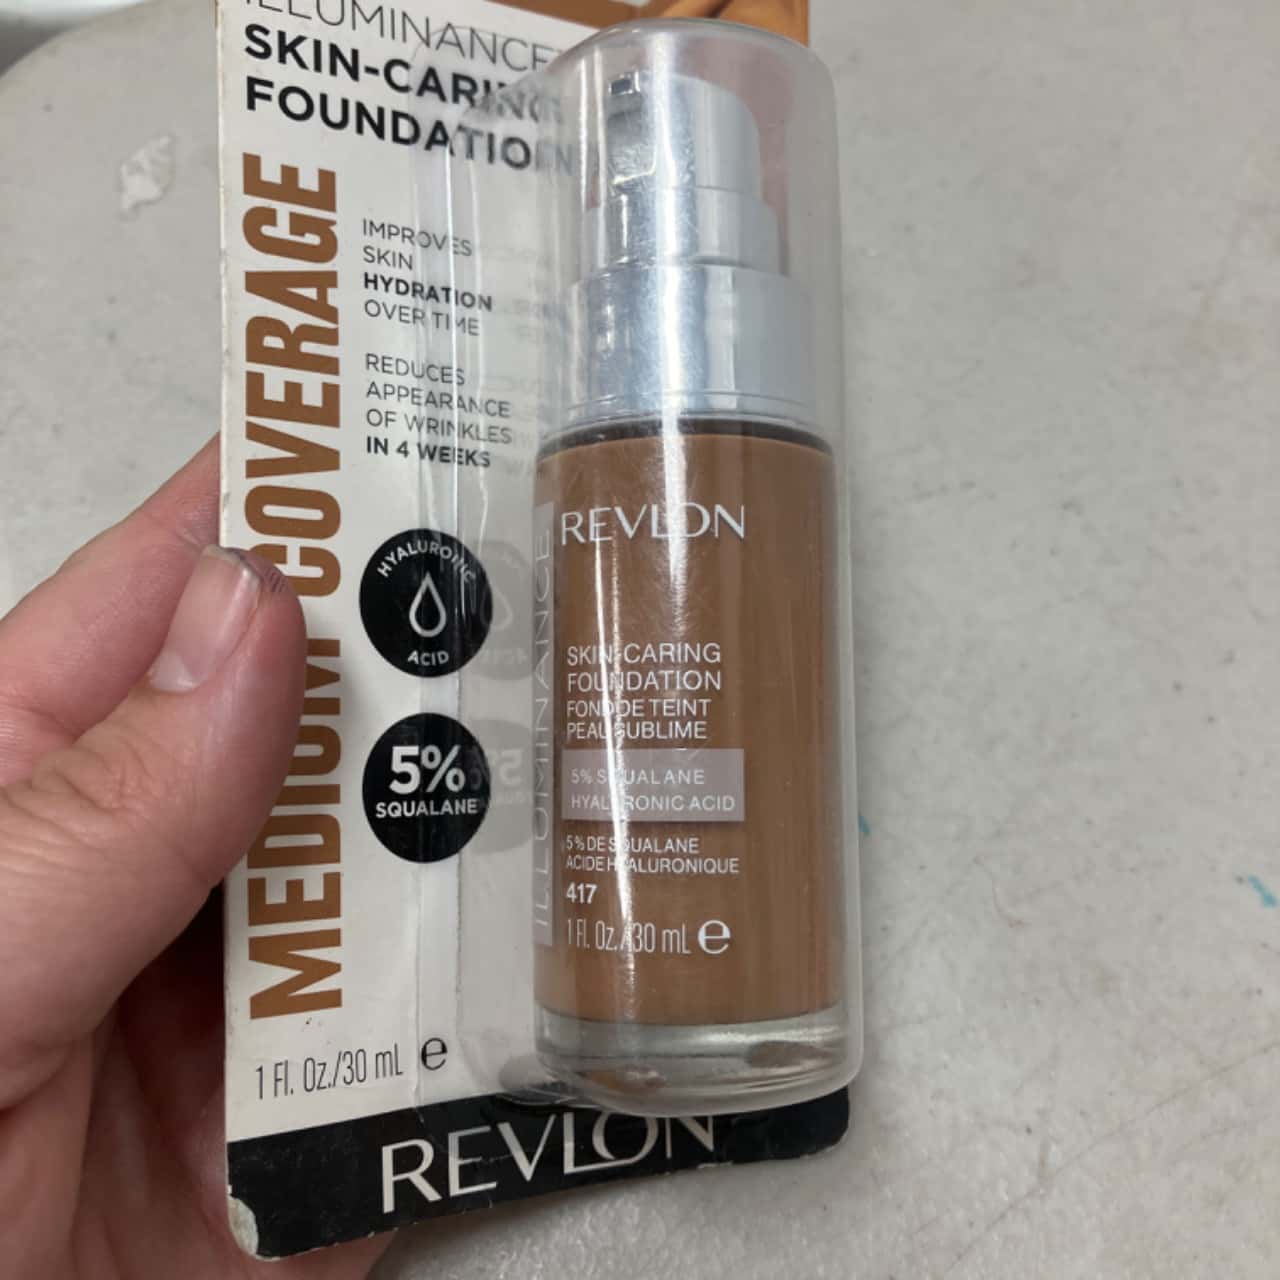 ILLUMINANCE
SKIN-CARING
FOUNDATION
MEDIUM COVERAGE
IMPROVES
SKIN
HYDRATION
OVER TIME
REDUCES
APPEARANCE
OF WRINKLES
IN 4 WEEKS
HYALURONIC
ACID
5%
SQUALANE
1 Fl. Oz./30 mL e
REVLON
REVLON
ILLUMINANCE
SKIN-CARING
FOUNDATION
FOND DE TEINT
PEAU SUBLIME
5% SQUALANE
HYALURONIC ACID
5% DE SQUALANE
ACIDE HYALURONIQUE
417
1 Fl. Oz./30 mL e